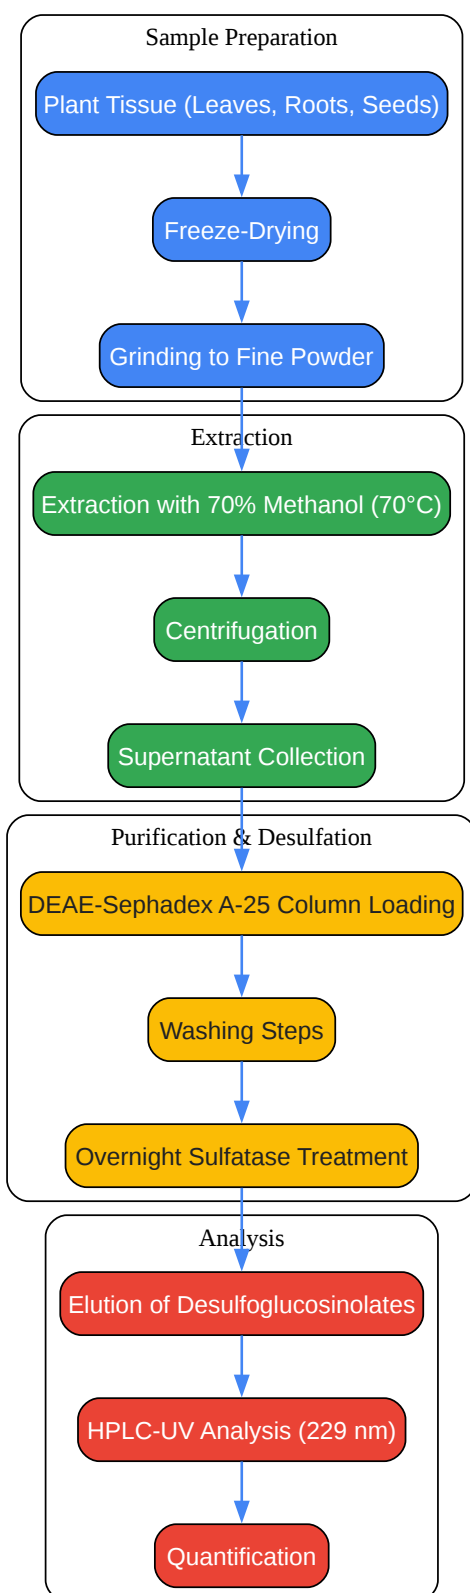 Sample Preparation
Plant Tissue (Leaves, Roots, Seeds)
Freeze-Drying
Grinding to Fine Powder
Extraction
Extraction with 70% Methanol (70°C)
Centrifugation
Supernatant Collection
Purification & Desulfation
DEAE-Sephadex A-25 Column Loading
Washing Steps
Overnight Sulfatase Treatment
Analysis
Elution of Desulfoglucosinolates
HPLC-UV Analysis (229 nm)
Quantification